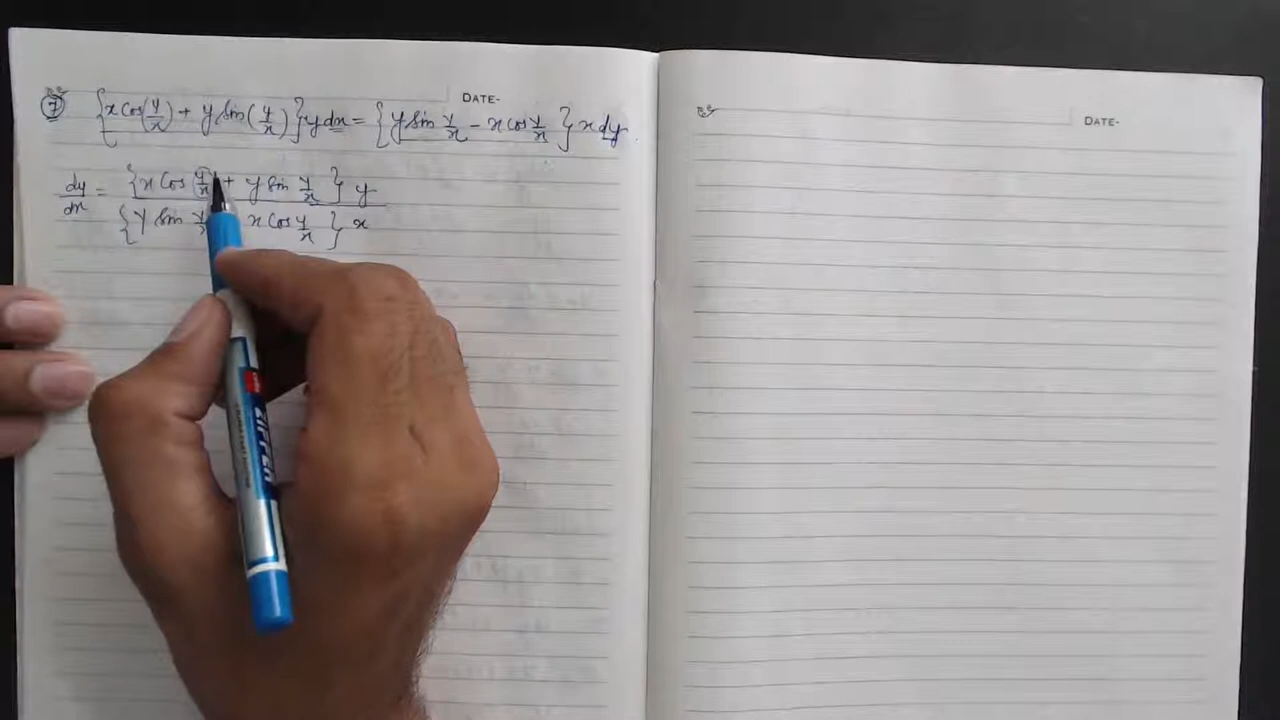 DATE-
⑦ {x cos(y/x) + y sin(y/x)} y dx = {y sin y/x - x cos y/x} x dy.
dy/dx = {x cos(y/x) + y sin y/x} y / {y sin y/x x cos y/x} x
DATE-